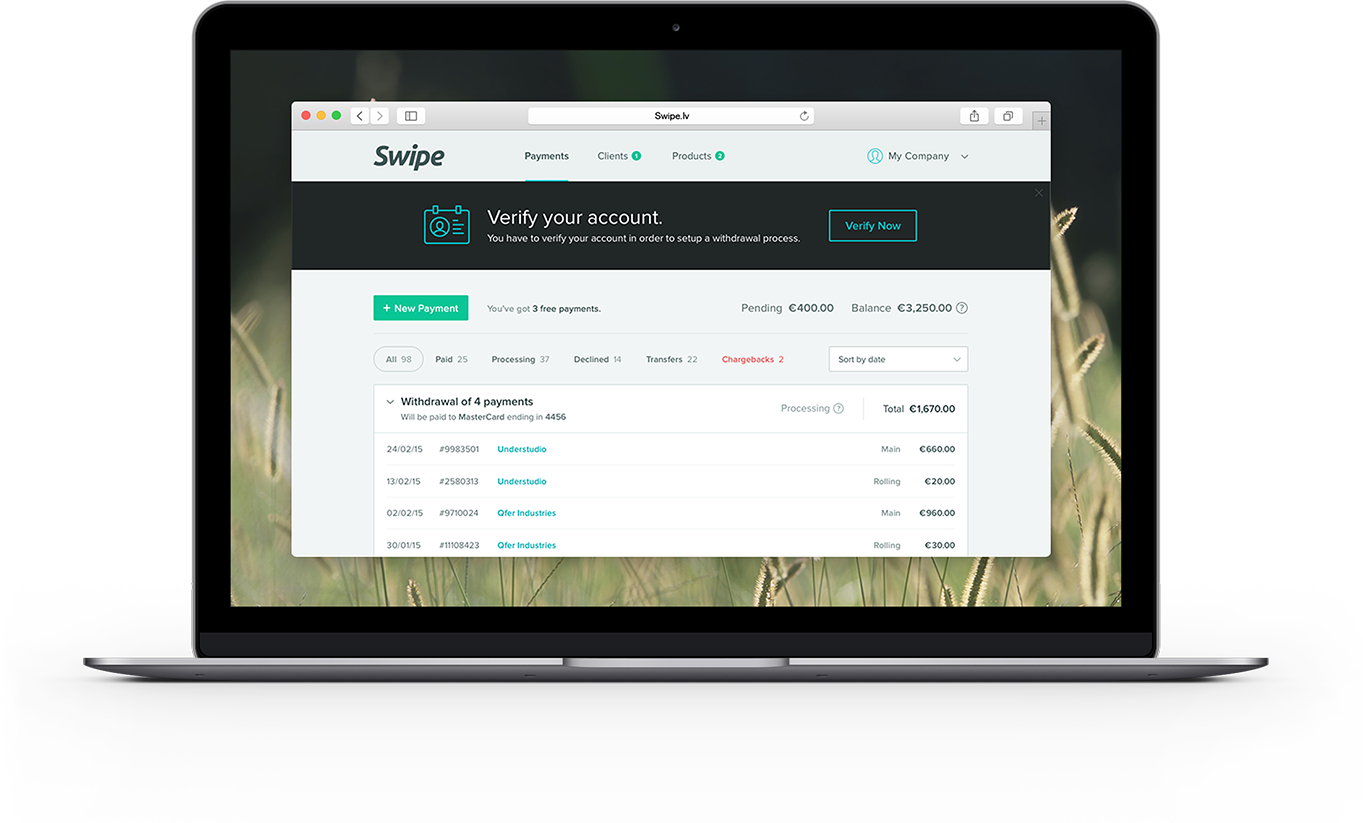 Swipe.lv
Swipe Payments Clients 1 Products 2 My Company
Verify your account.
You have to verify your account in order to setup a withdrawal process.
Verify Now
+ New Payment You've got 3 free payments. Pending €400.00 Balance €3,250.00 ?
All 98 Paid 25 Processing 37 Declined 14 Transfers 22 Chargebacks 2 Sort by date
Withdrawal of 4 payments
Will be paid to MasterCard ending in 4456
Processing ? Total €1,670.00
24/02/15 #9983501 Understudio Main €660.00
13/02/15 #2580313 Understudio Rolling €20.00
02/02/15 #9710024 Qfer Industries Main €960.00
30/01/15 #11108423 Qfer Industries Rolling €30.00